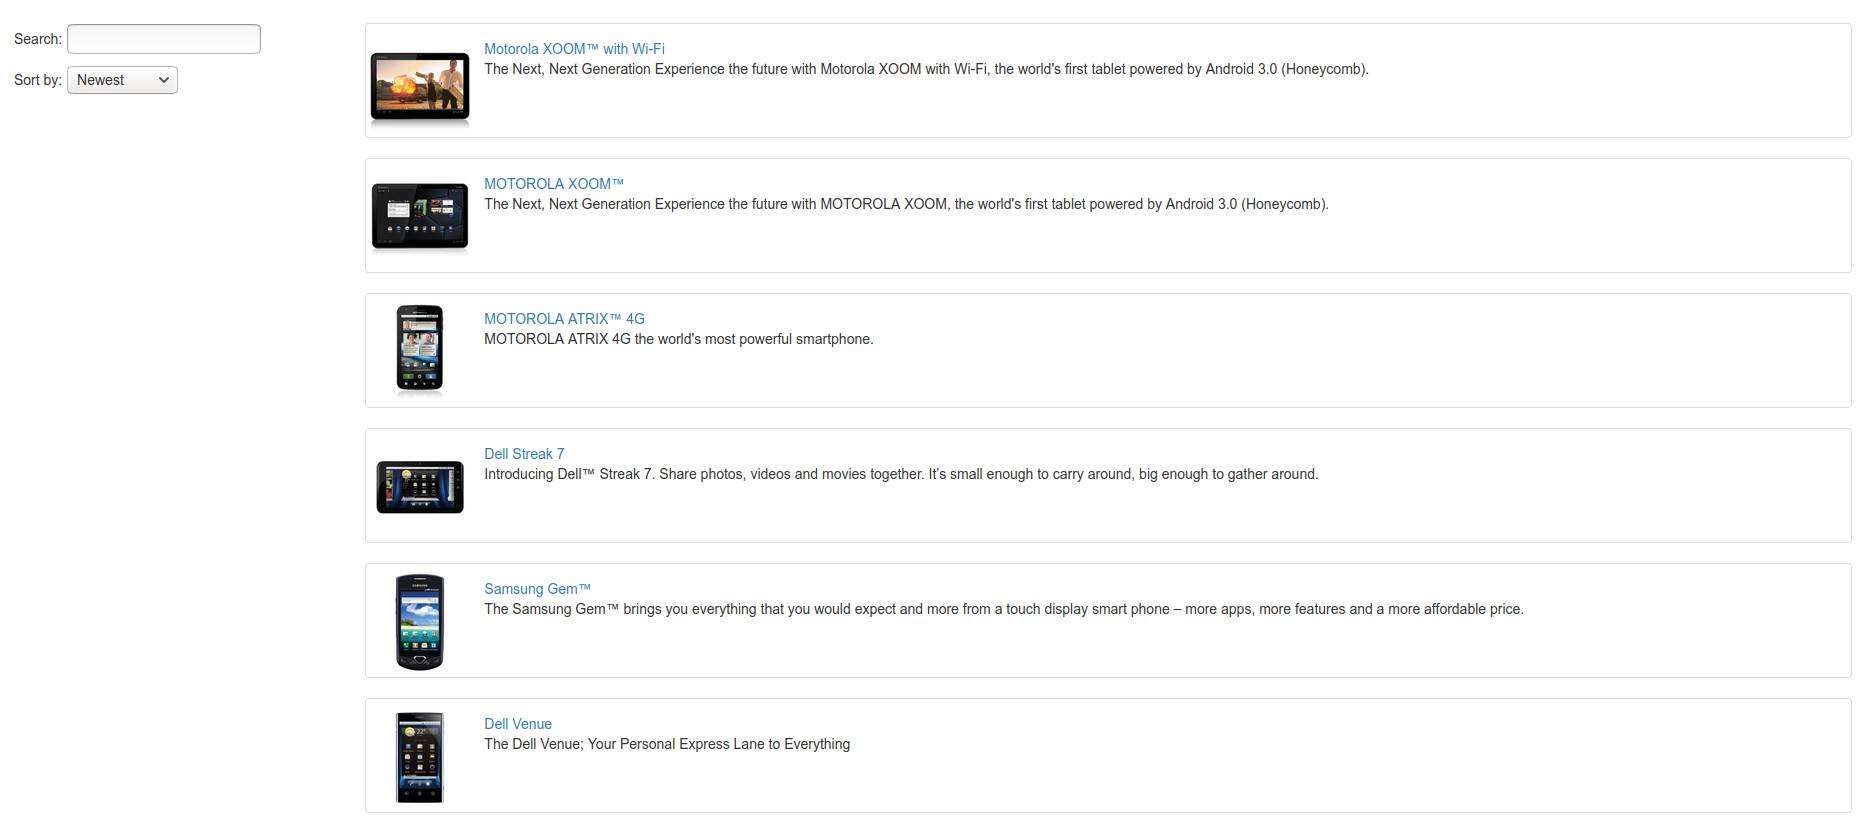 Search:
Sort by: Newest
Motorola XOOM™ with Wi-Fi
The Next, Next Generation Experience the future with Motorola XOOM with Wi-Fi, the world's first tablet powered by Android 3.0 (Honeycomb).
MOTOROLA XOOM™
The Next, Next Generation Experience the future with MOTOROLA XOOM, the world's first tablet powered by Android 3.0 (Honeycomb).
MOTOROLA ATRIX™ 4G
MOTOROLA ATRIX 4G the world's most powerful smartphone.
Dell Streak 7
Introducing Dell™ Streak 7. Share photos, videos and movies together. It’s small enough to carry around, big enough to gather around.
Samsung Gem™
The Samsung Gem™ brings you everything that you would expect and more from a touch display smart phone – more apps, more features and a more affordable price.
Dell Venue
The Dell Venue; Your Personal Express Lane to Everything